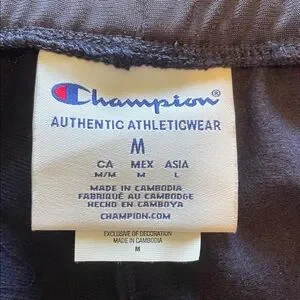 Champion®
AUTHENTIC ATHLETICWEAR
M
CA MEX ASIA
M/M M L
MADE IN CAMBODIA
FABRIQUÉ AU CAMBODGE
HECHO EN CAMBOYA
CHAMPION.COM
EXCLUSIVE OF DECORATION
MADE IN CAMBODIA
M